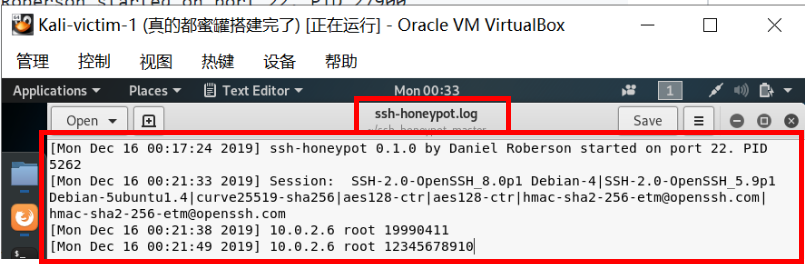 Roberson started on port 22. PID 27900
Kali-victim-1 (真的都蜜罐搭建完了) [正在运行] - Oracle VM VirtualBox
管理 控制 视图 热键 设备 帮助
Applications Places Text Editor Mon 00:33 1
Open ssh-honeypot.log Save
~/ssh-honeypot-master
[Mon Dec 16 00:17:24 2019] ssh-honeypot 0.1.0 by Daniel Roberson started on port 22. PID
5262
[Mon Dec 16 00:21:33 2019] Session: SSH-2.0-OpenSSH_8.0p1 Debian-4|SSH-2.0-OpenSSH_5.9p1
Debian-5ubuntu1.4|curve25519-sha256|aes128-ctr|aes128-ctr|hmac-sha2-256-etm@openssh.com|
hmac-sha2-256-etm@openssh.com
[Mon Dec 16 00:21:38 2019] 10.0.2.6 root 19990411
[Mon Dec 16 00:21:49 2019] 10.0.2.6 root 12345678910